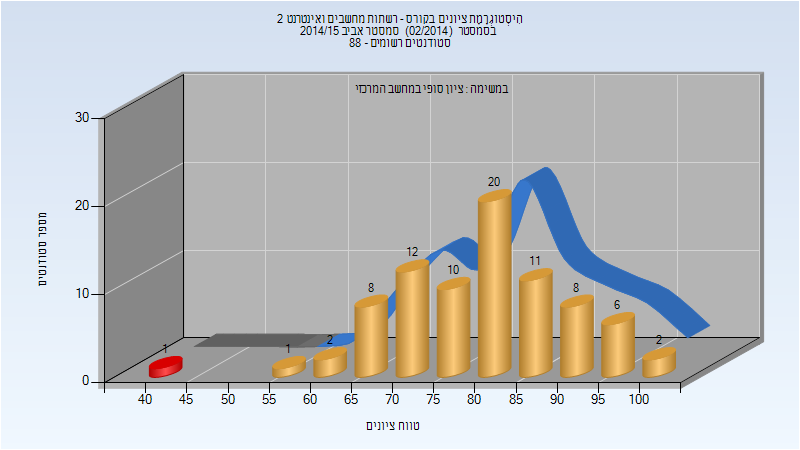 היסטוגרמת ציונים בקורס - רשתות מחשבים ואינטרנט 2
בסמסטר (02/2014) סמסטר אביב 2014/15
סטודנטים רשומים - 88
במשימה : ציון סופי במחשב המרכזי
מספר סטודנטים
30
20
10
0
1
1
2
8
12
10
20
11
8
6
2
40 45 50 55 60 65 70 75 80 85 90 95 100
טווח ציונים